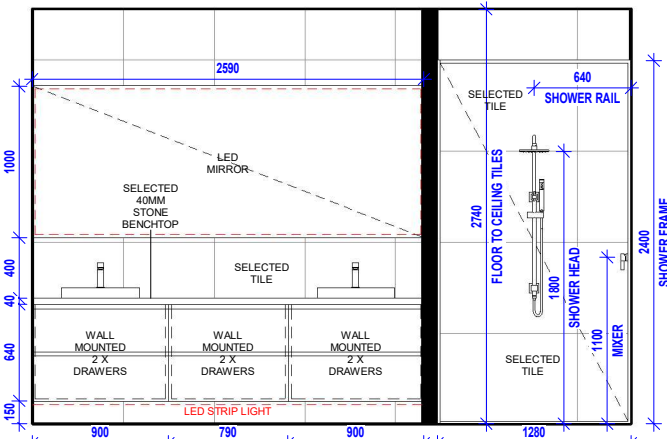 2590
640
SELECTED
TILE
SHOWER RAIL
LED
MIRROR
1000
SELECTED
40MM
STONE
BENCHTOP
FLOOR TO CEILING TILES
2740
2400
SHOWER FRAME
400
SELECTED
TILE
SHOWER HEAD
1800
40
1100
MIXER
640
WALL
MOUNTED
2 X
DRAWERS
WALL
MOUNTED
2 X
DRAWERS
WALL
MOUNTED
2 X
DRAWERS
SELECTED
TILE
150
LED STRIP LIGHT
900
790
900
1280